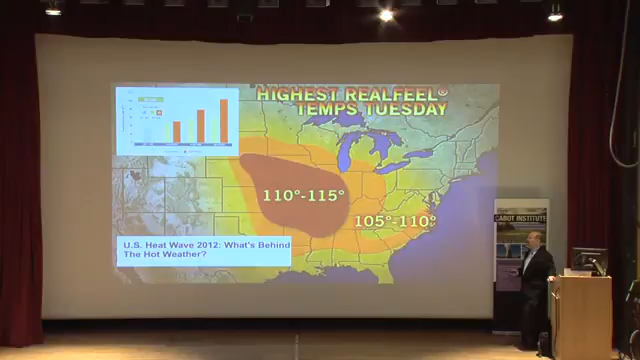 HIGHEST REALFEEL®
TEMPS TUESDAY
110°-115°
105°-110°
U.S. Heat Wave 2012: What's Behind
The Hot Weather?
CABOT INSTITUTE